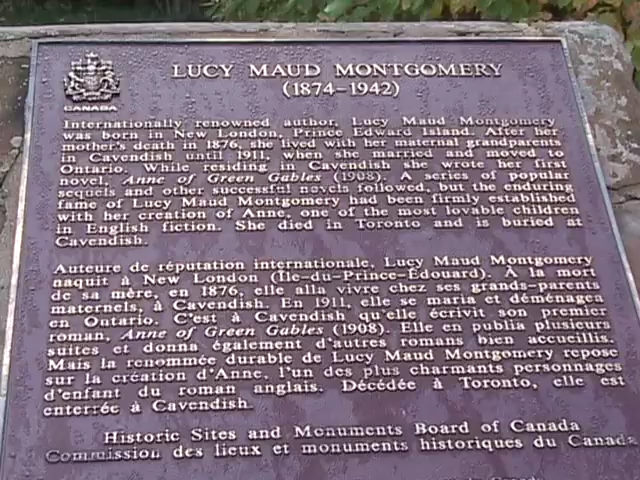 CANADA
LUCY MAUD MONTGOMERY
(1874-1942)
Internationally renowned author, Lucy Maud Montgomery
was born in New London, Prince Edward Island. After her
mother's death in 1876, she lived with her maternal grandparents
in Cavendish until 1911, when she married and moved to
Ontario. While residing in Cavendish she wrote her first
novel, Anne of Green Gables (1908). A series of popular
sequels and other successful novels followed, but the enduring
fame of Lucy Maud Montgomery had been firmly established
with her creation of Anne, one of the most lovable children
in English fiction. She died in Toronto and is buried at
Cavendish.
Auteure de réputation internationale, Lucy Maud Montgomery
naquit à New London (Île-du-Prince-Édouard). À la mort
de sa mère, en 1876, elle alla vivre chez ses grands-parents
maternels, à Cavendish. En 1911, elle se maria et déménagea
en Ontario. C'est à Cavendish qu'elle écrivit son premier
roman, Anne of Green Gables (1908). Elle en publia plusieurs
suites et donna également d'autres romans bien accueillis.
Mais la renommée durable de Lucy Maud Montgomery repose
sur la création d'Anne, l'un des plus charmants personnages
d'enfant du roman anglais. Décédée à Toronto, elle est
enterrée à Cavendish.
Historic Sites and Monuments Board of Canada
Commission des lieux et monuments historiques du Canada